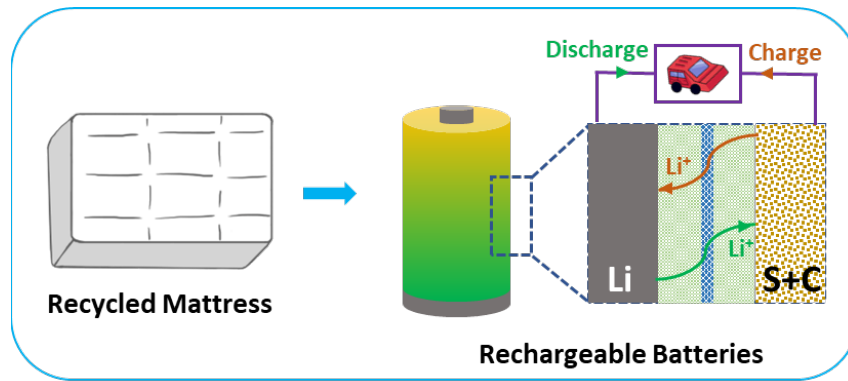 Discharge
Charge
Li⁺
Li⁺
Li
S+C
Recycled Mattress
Rechargeable Batteries